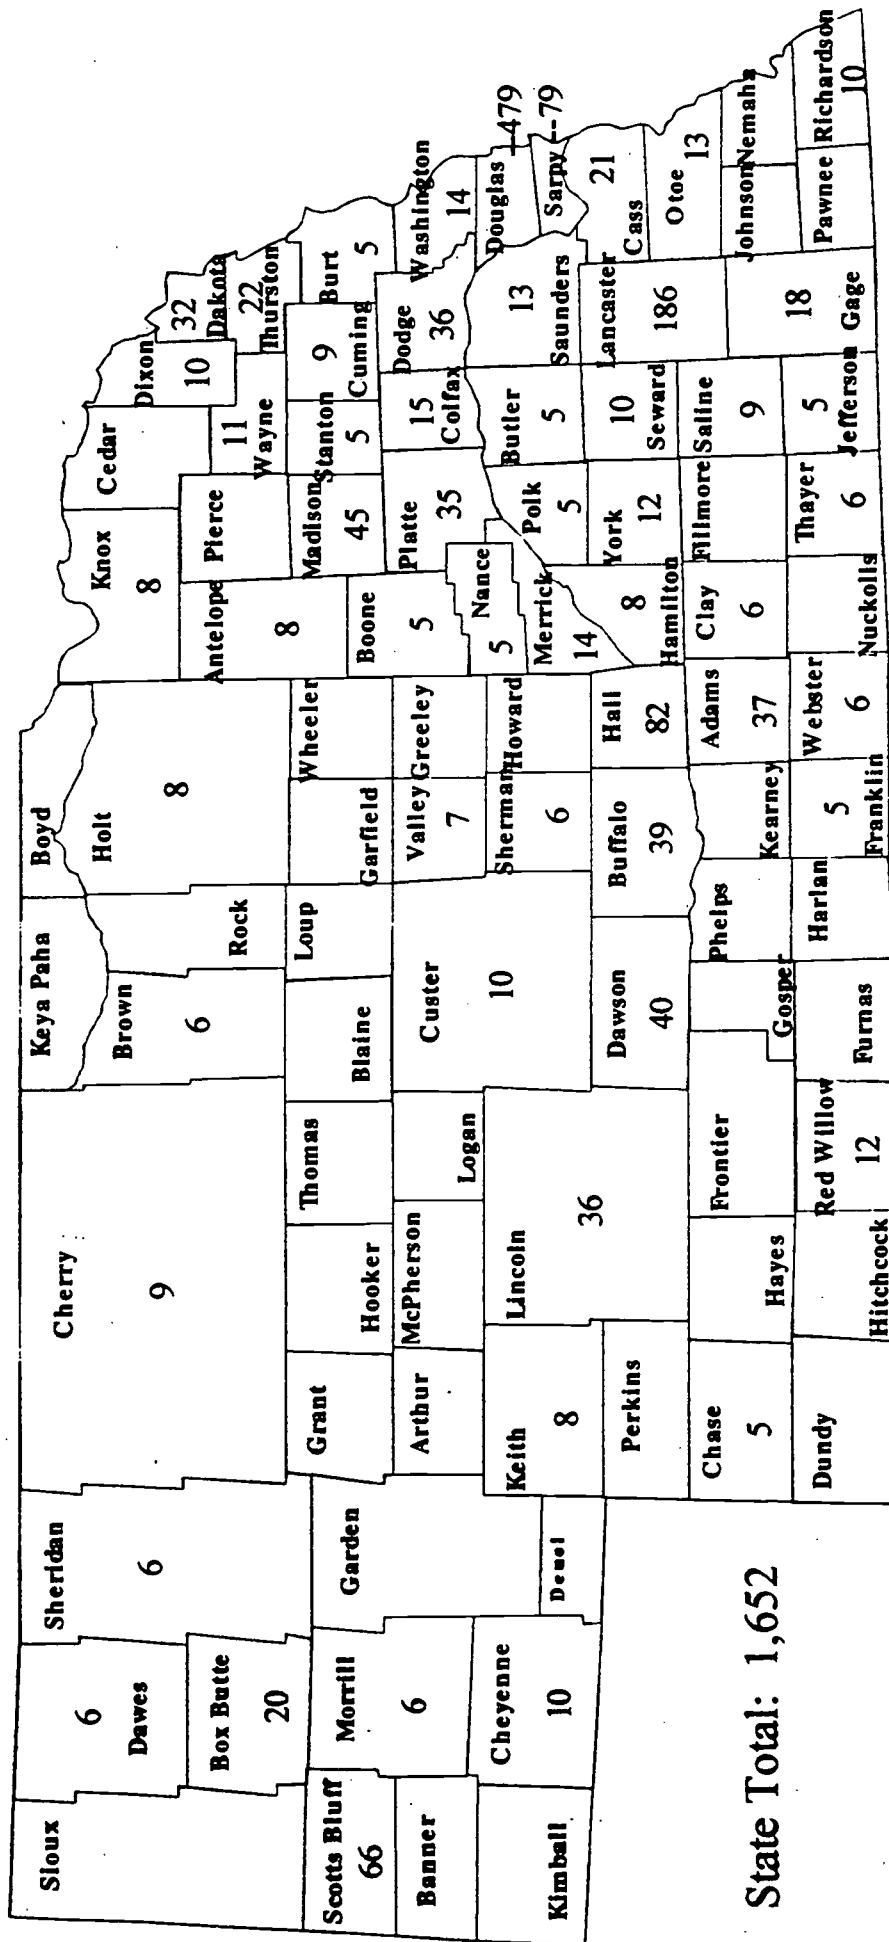 Sioux
Dawes
6
Box Butte
20
Sheridan
6
Scotts Bluff
66
Banner
Kimball
Morrill
6
Cheyenne
10
Garden
Deuel
Cherry
9
Grant
Hooker
Thomas
Arthur
McPherson
Logan
Keith
8
Perkins
Lincoln
36
Chase
5
Dundy
Hayes
Hitchcock
Frontier
Red Willow
12
Keya Paha
Brown
6
Rock
Blaine
Loup
Custer
10
Dawson
40
Gosper
Furnas
Phelps
Harlan
Boyd
Holt
8
Garfield
Wheeler
Valley
7
Greeley
Sherman
6
Howard
Buffalo
39
Hall
82
Kearney
Franklin
5
Adams
37
Webster
6
Knox
8
Cedar
Dixon
10
Dakota
32
Antelope
8
Pierce
Wayne
11
Thurston
22
Boone
5
Madison
45
Stanton
5
Cuming
9
Burt
5
Nance
5
Platte
35
Colfax
15
Dodge
36
Washington
14
Merrick
14
Polk
5
Butler
5
Saunders
13
Douglas --479
Sarpy --79
Hamilton
8
York
12
Seward
10
Lancaster
186
Cass
21
Otoe
13
Clay
6
Fillmore
Saline
9
Nuckolls
Thayer
6
Jefferson
5
Gage
18
Johnson
Nemaha
Pawnee
Richardson
10
State Total: 1,652